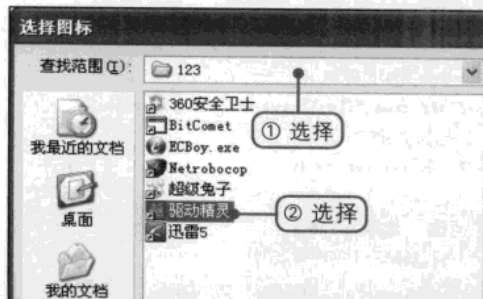 选择图标
查找范围(I):
123
① 选择
360安全卫士
BitComet
ECBoy.exe
Netrobocop
超级兔子
驱动精灵
② 选择
迅雷5
我最近的文档
桌面
我的文档